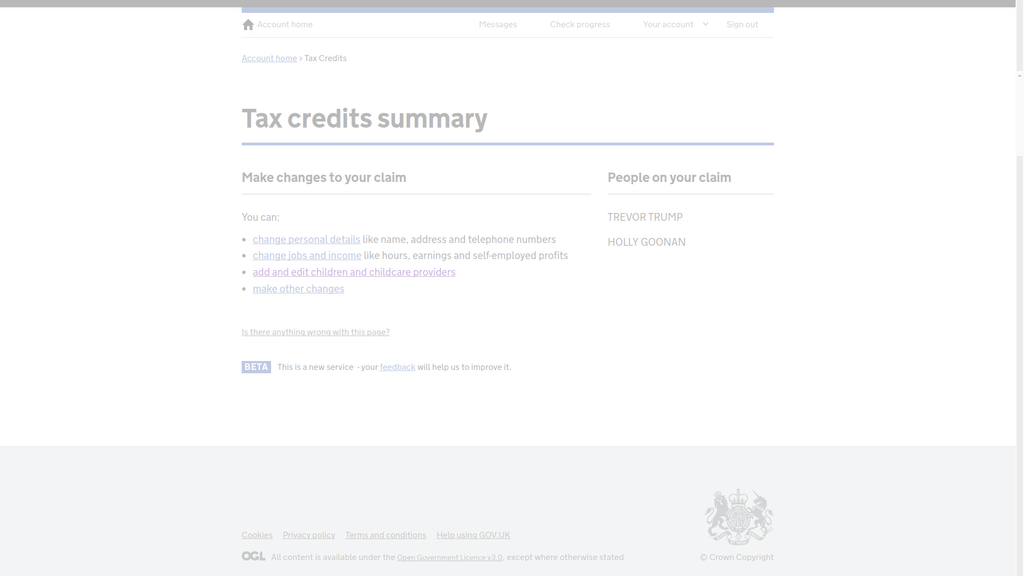 Account home Messages Check progress Your account Sign out
Account home › Tax Credits
Tax credits summary
Make changes to your claim
People on your claim
You can:
• change personal details like name, address and telephone numbers
• change jobs and income like hours, earnings and self-employed profits
• add and edit children and childcare providers
• make other changes
TREVOR TRUMP
HOLLY GOONAN
Is there anything wrong with this page?
BETA This is a new service - your feedback will help us to improve it.
Cookies Privacy policy Terms and conditions Help using GOV.UK
OGL All content is available under the Open Government Licence v3.0, except where otherwise stated
© Crown Copyright